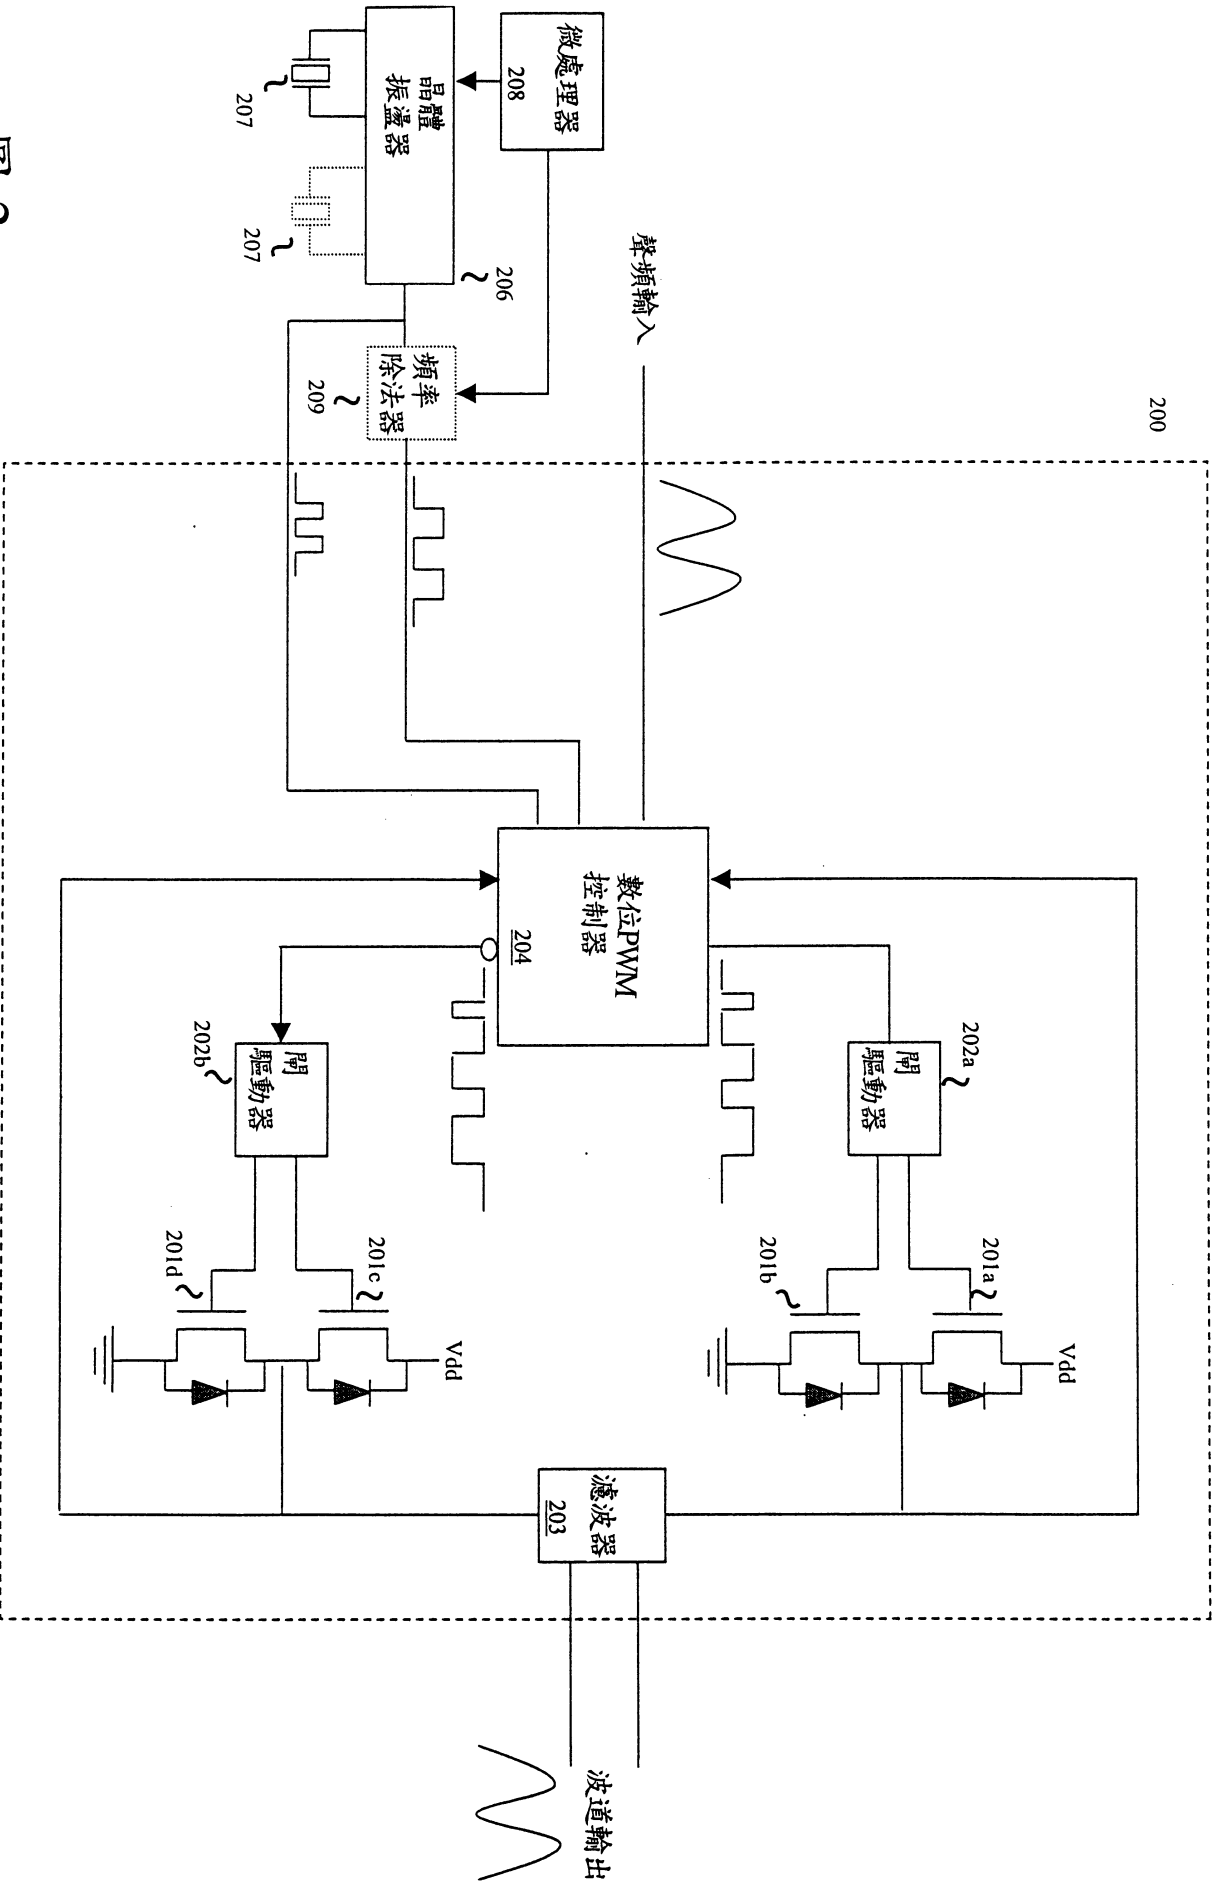 200
微處理器
208
晶體
振盪器
206
207
207
頻率
除法器
209
聲頻輸入
數位PWM
控制器
204
202a
閘
驅動器
201a
201b
Vdd
202b
閘
驅動器
201c
201d
Vdd
濾波器
203
波道輸出